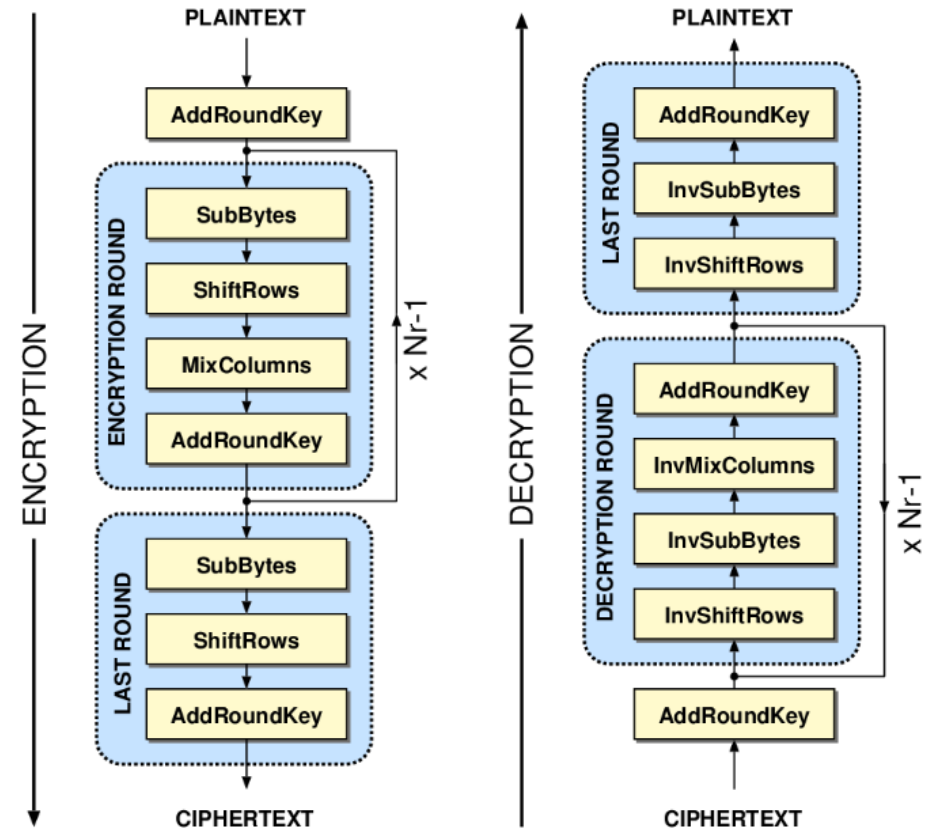 PLAINTEXT
AddRoundKey
SubBytes
ShiftRows
MixColumns
AddRoundKey
ENCRYPTION ROUND
x Nr-1
SubBytes
ShiftRows
AddRoundKey
LAST ROUND
CIPHERTEXT
ENCRYPTION
PLAINTEXT
AddRoundKey
InvSubBytes
InvShiftRows
LAST ROUND
AddRoundKey
InvMixColumns
InvSubBytes
InvShiftRows
DECRYPTION ROUND
x Nr-1
AddRoundKey
CIPHERTEXT
DECRYPTION